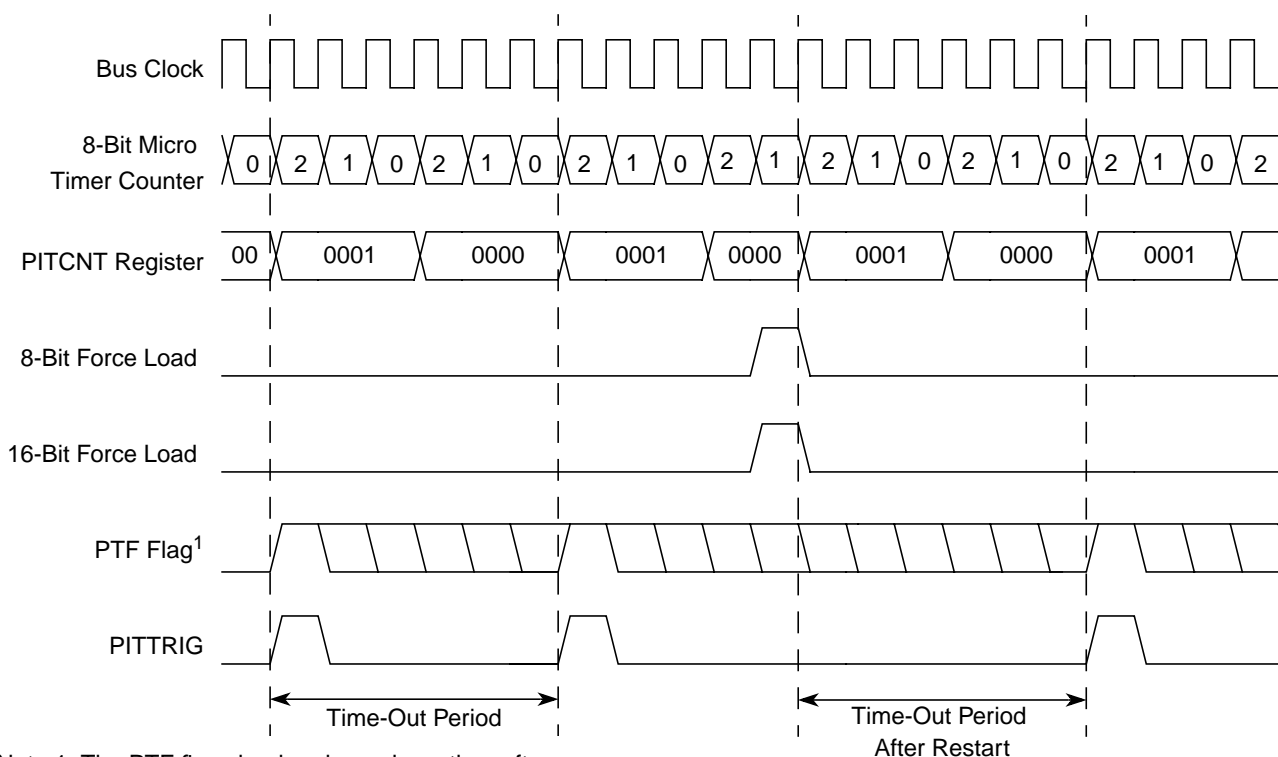 Bus Clock
8-Bit Micro
Timer Counter
0 2 1 0 2 1 0 2 1 0 2 1 2 1 0 2 1 0 2 1 0 2
PITCNT Register
00 0001 0000 0001 0000 0001 0000 0001
8-Bit Force Load
16-Bit Force Load
PTF Flag1
PITTRIG
Time-Out Period
Time-Out Period
After Restart